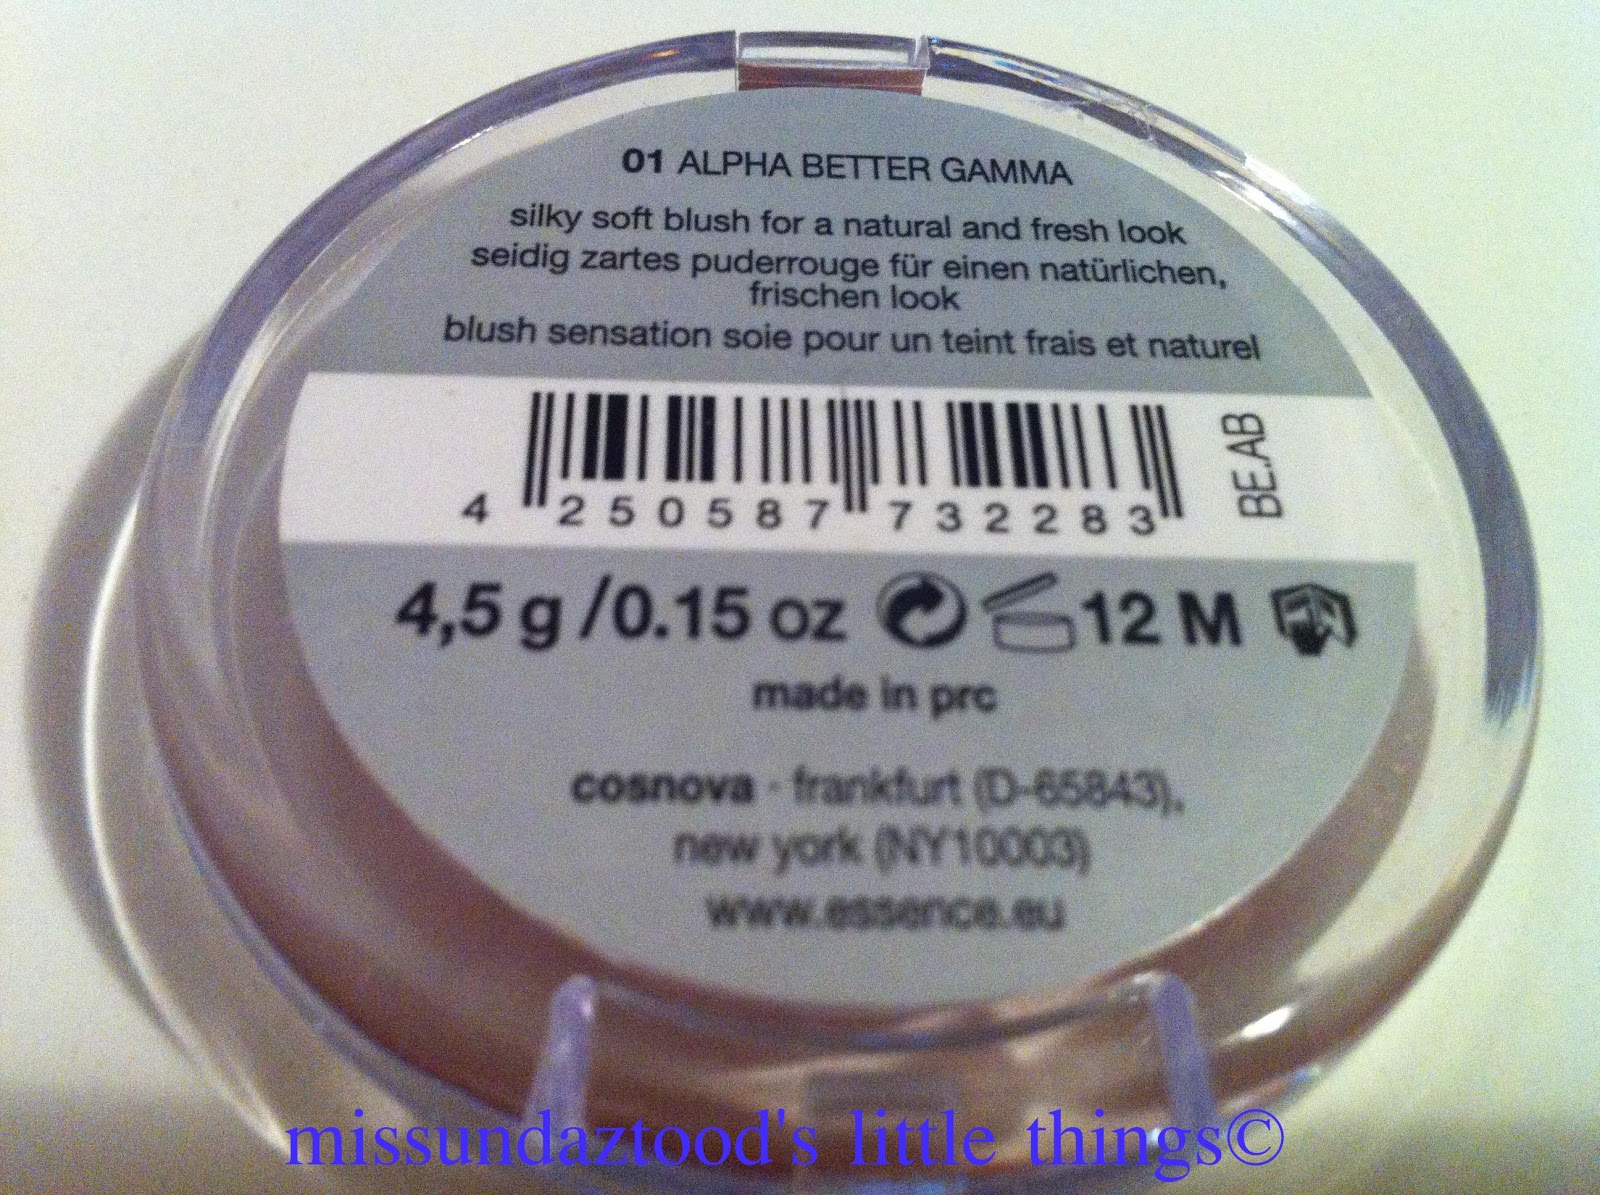 01 ALPHA BETTER GAMMA
silky soft blush for a natural and fresh look
seidig zartes puderrouge für einen natürlichen,
frischen look
blush sensation soie pour un teint frais et naturel
4 250587 732283
BE.AB
4,5 g /0.15 oz 12 M
made in prc
cosnova · frankfurt (D-65843),
new york (NY10003)
www.essence.eu
missundaztood's little things©